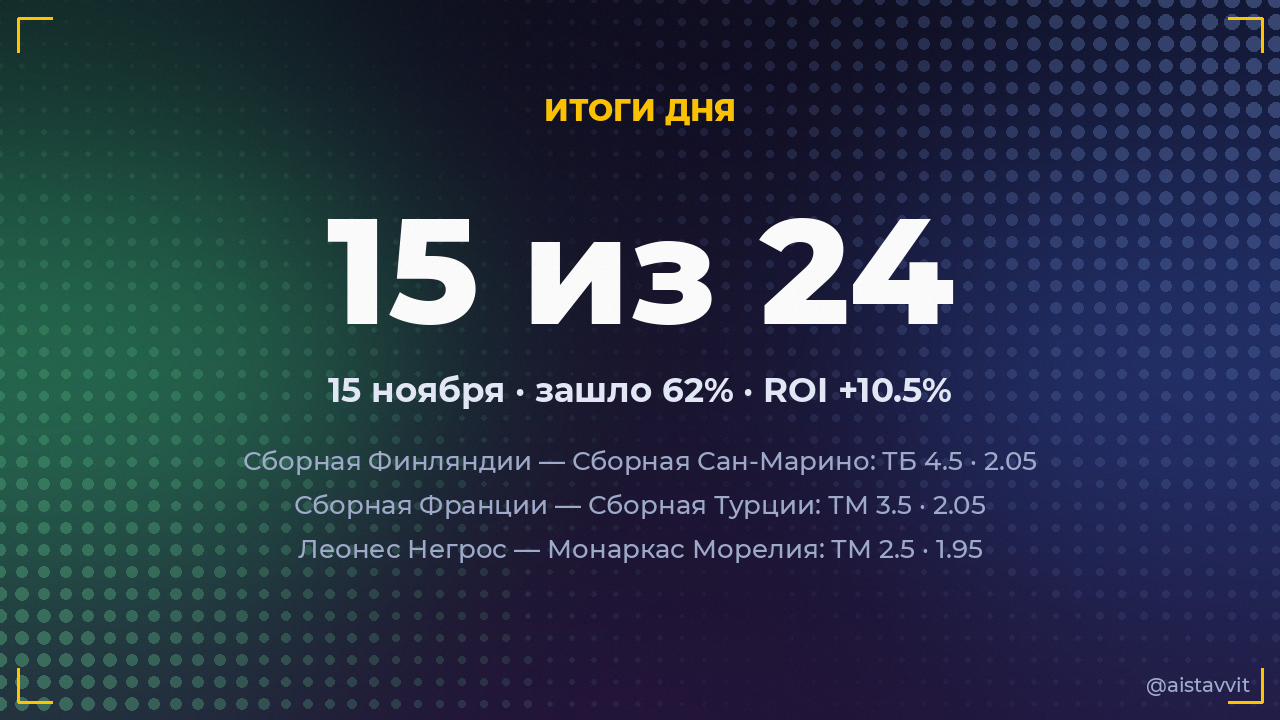 ИТОГИ ДНЯ
15 из 24
15 ноября · зашло 62% · ROI +10.5%
Сборная Финляндии — Сборная Сан-Марино: ТБ 4.5 · 2.05
Сборная Франции — Сборная Турции: ТМ 3.5 · 2.05
Леонес Негрос — Монаркас Морелия: ТМ 2.5 · 1.95
@aistavvit